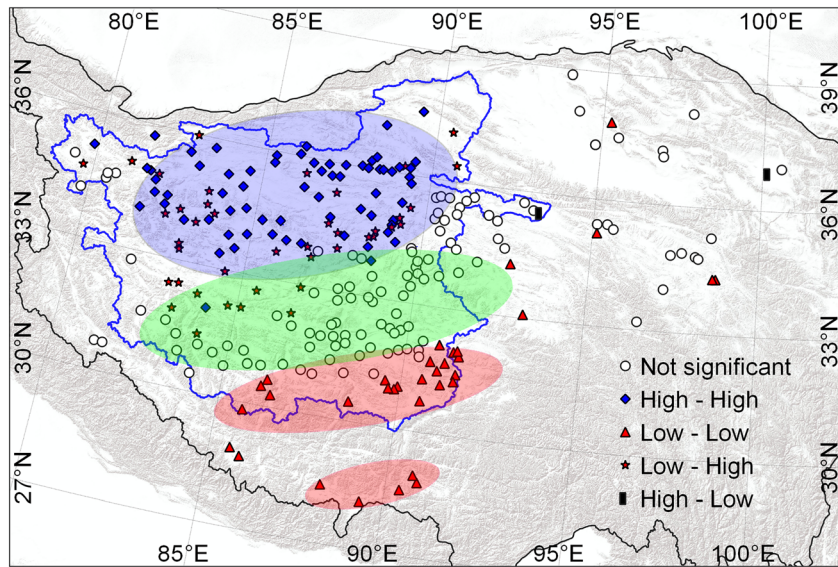 80°E 85°E 90°E 95°E 100°E
36°N
33°N
30°N
27°N
39°N
36°N
33°N
30°N
Not significant
High - High
Low - Low
Low - High
High - Low
85°E 90°E 95°E 100°E